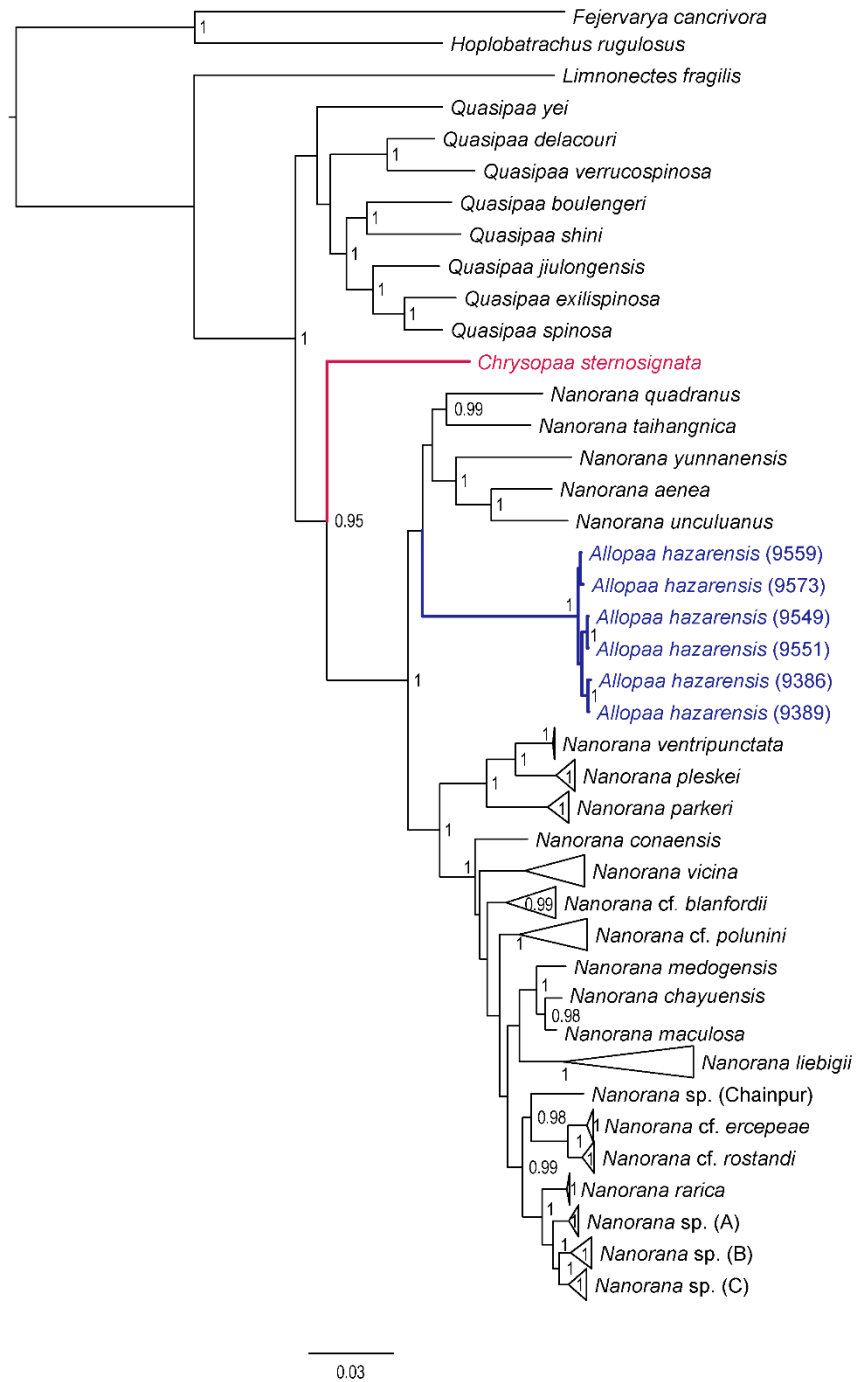 Fejervarya cancrivora
1
Hoplobatrachus rugulosus
Limnonectes fragilis
Quasipaa yei
Quasipaa delacouri
1
Quasipaa verrucospinosa
Quasipaa boulengeri
1
Quasipaa shini
1
Quasipaa jiulongensis
1
Quasipaa exilispinosa
1
Quasipaa spinosa
1
Chrysopaa sternosignata
Nanorana quadranus
0.99
Nanorana taihangnica
Nanorana yunnanensis
1
Nanorana aenea
1
Nanorana unculuanus
0.95
Allopaa hazarensis (9559)
Allopaa hazarensis (9573)
1
Allopaa hazarensis (9549)
1
Allopaa hazarensis (9551)
Allopaa hazarensis (9386)
1
Allopaa hazarensis (9389)
1
1
Nanorana ventripunctata
1
1 Nanorana pleskei
1
1 Nanorana parkeri
1
Nanorana conaensis
1
Nanorana vicina
0.99 Nanorana cf. blanfordii
Nanorana cf. polunini
1
Nanorana medogensis
1
Nanorana chayuensis
0.98
Nanorana maculosa
Nanorana liebigii
1
Nanorana sp. (Chainpur)
0.98
1 Nanorana cf. ercepeae
1
1 Nanorana cf. rostandi
0.99
1 Nanorana rarica
1
1 Nanorana sp. (A)
1
1 Nanorana sp. (B)
1
1 Nanorana sp. (C)
0.03